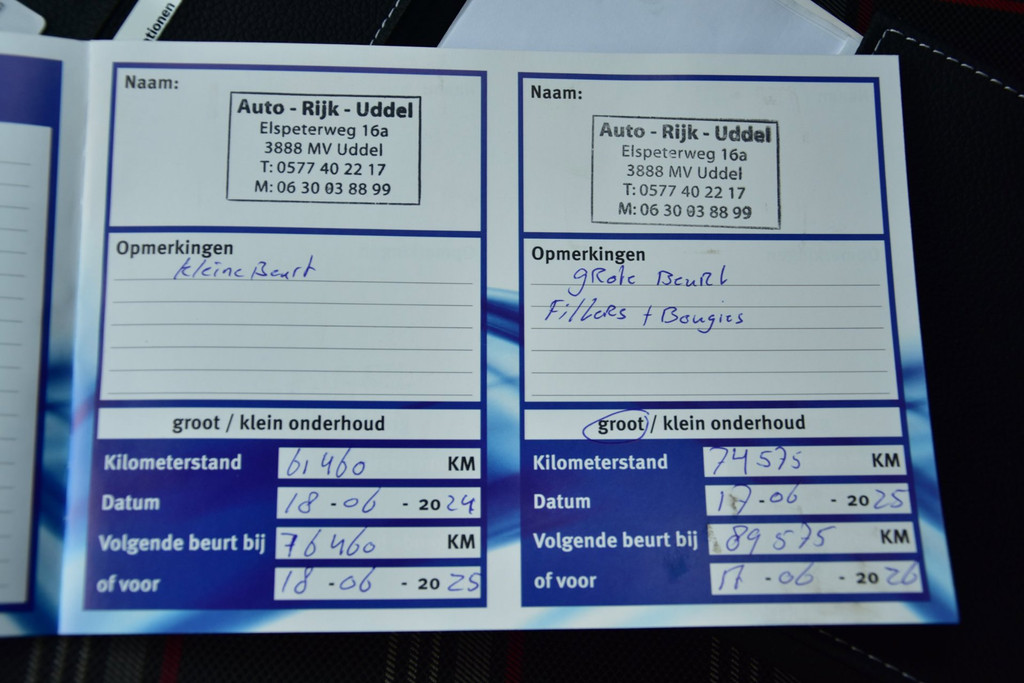 ationen
Naam:
Auto - Rijk - Uddel
Elspeterweg 16a
3888 MV Uddel
T: 0577 40 22 17
M: 06 30 03 88 99
Opmerkingen
kleine Beurt
groot / klein onderhoud
Kilometerstand 61460 KM
Datum 18 - 06 - 2024
Volgende beurt bij 76460 KM
of voor 18 - 06 - 2025
Naam:
Auto - Rijk - Uddel
Elspeterweg 16a
3888 MV Uddel
T: 0577 40 22 17
M: 06 30 03 88 99
Opmerkingen
gRote BeuRt
FilteRs + Bougies
groot / klein onderhoud
Kilometerstand 74575 KM
Datum 17 - 06 - 2025
Volgende beurt bij 89575 KM
of voor 17 - 06 - 2026